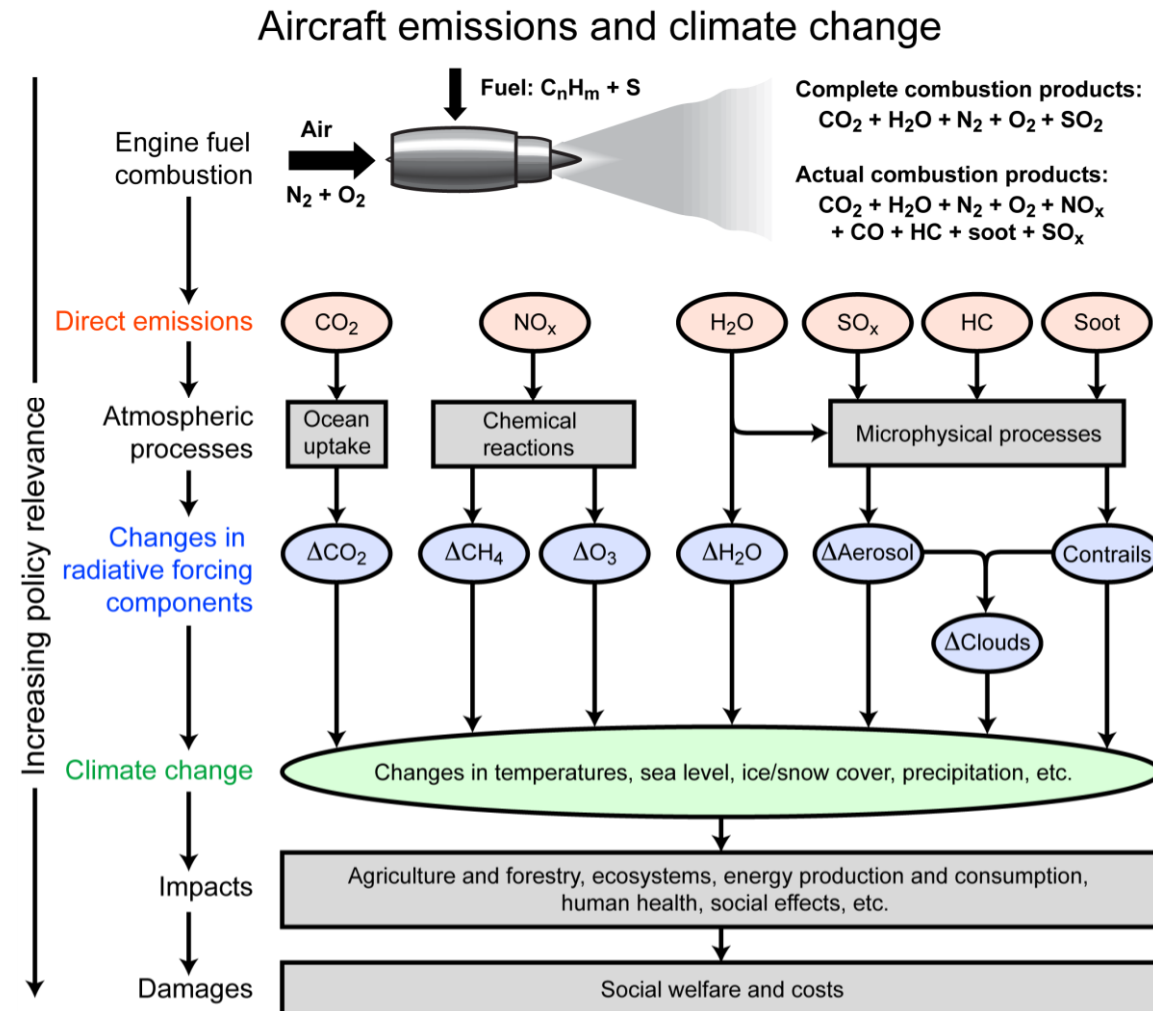 Aircraft emissions and climate change
Increasing policy relevance
Engine fuel
combustion
Air
N₂ + O₂
Fuel: CₙHₘ + S
Complete combustion products:
CO₂ + H₂O + N₂ + O₂ + SO₂
Actual combustion products:
CO₂ + H₂O + N₂ + O₂ + NOₓ
+ CO + HC + soot + SOₓ
Direct emissions
CO₂
NOₓ
H₂O
SOₓ
HC
Soot
Atmospheric
processes
Ocean
uptake
Chemical
reactions
Microphysical processes
Changes in
radiative forcing
components
ΔCO₂
ΔCH₄
ΔO₃
ΔH₂O
ΔAerosol
Contrails
ΔClouds
Climate change
Changes in temperatures, sea level, ice/snow cover, precipitation, etc.
Impacts
Agriculture and forestry, ecosystems, energy production and consumption,
human health, social effects, etc.
Damages
Social welfare and costs